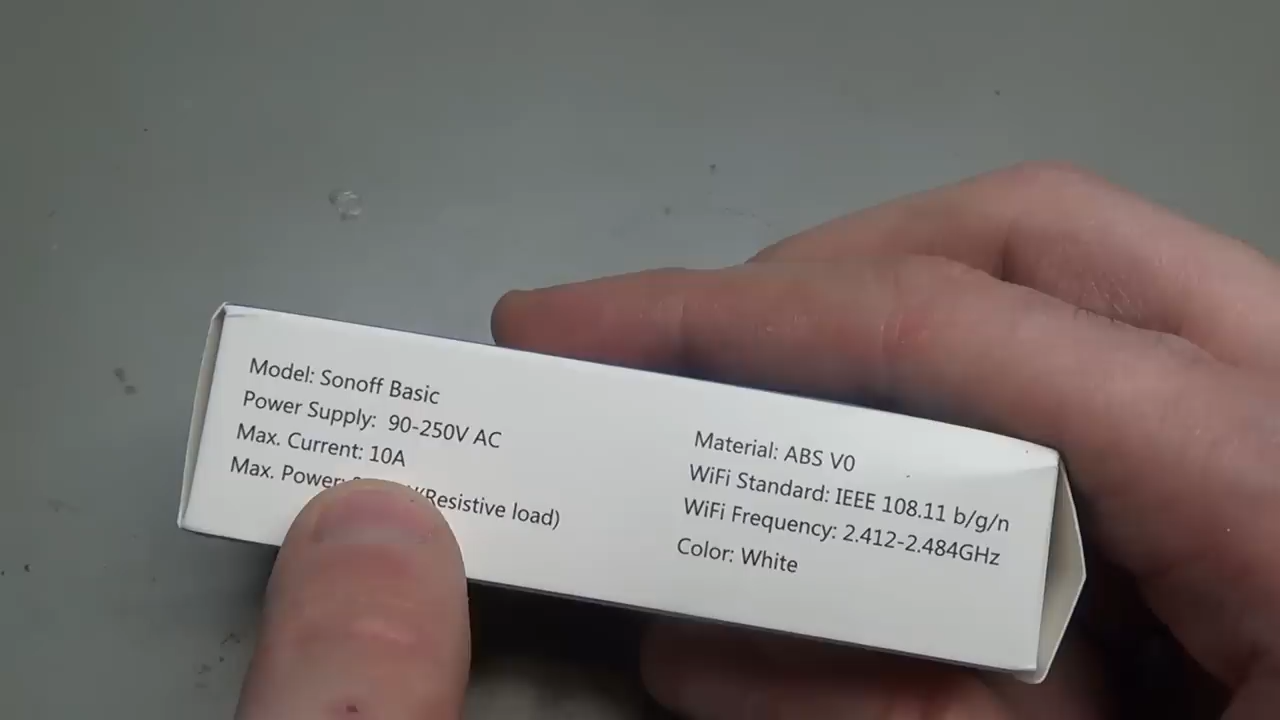 Model: Sonoff Basic
Power Supply: 90-250V AC
Max. Current: 10A
Max. Power: (Resistive load)
Material: ABS V0
WiFi Standard: IEEE 108.11 b/g/n
WiFi Frequency: 2.412-2.484GHz
Color: White